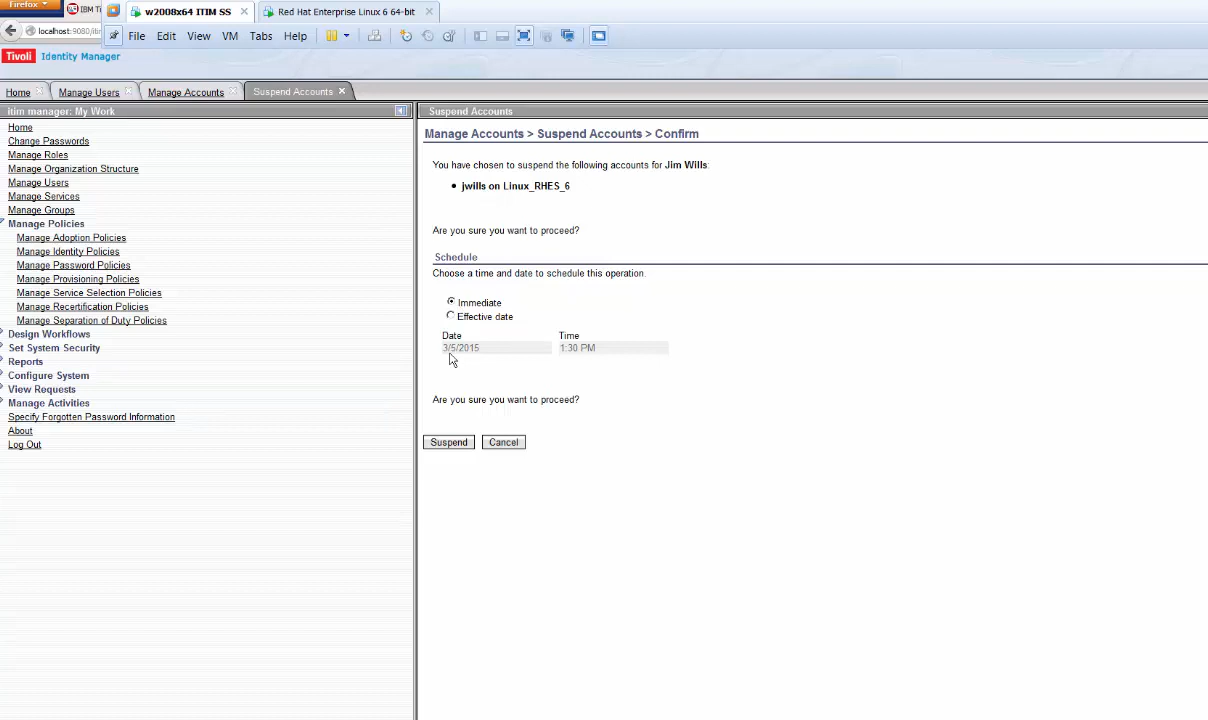 Firefox
IBM Ti
w2008x64 ITIM SS
Red Hat Enterprise Linux 6 64-bit
localhost:9080/iti
File Edit View VM Tabs Help
Tivoli Identity Manager
Home Manage Users Manage Accounts Suspend Accounts
itim manager: My Work
Home
Change Passwords
Manage Roles
Manage Organization Structure
Manage Users
Manage Services
Manage Groups
Manage Policies
Manage Adoption Policies
Manage Identity Policies
Manage Password Policies
Manage Provisioning Policies
Manage Service Selection Policies
Manage Recertification Policies
Manage Separation of Duty Policies
Design Workflows
Set System Security
Reports
Configure System
View Requests
Manage Activities
Specify Forgotten Password Information
About
Log Out
Suspend Accounts
Manage Accounts > Suspend Accounts > Confirm
You have chosen to suspend the following accounts for Jim Wills:
• jwills on Linux_RHES_6
Are you sure you want to proceed?
Schedule
Choose a time and date to schedule this operation.
Immediate
Effective date
Date Time
3/5/2015 1:30 PM
Are you sure you want to proceed?
Suspend Cancel